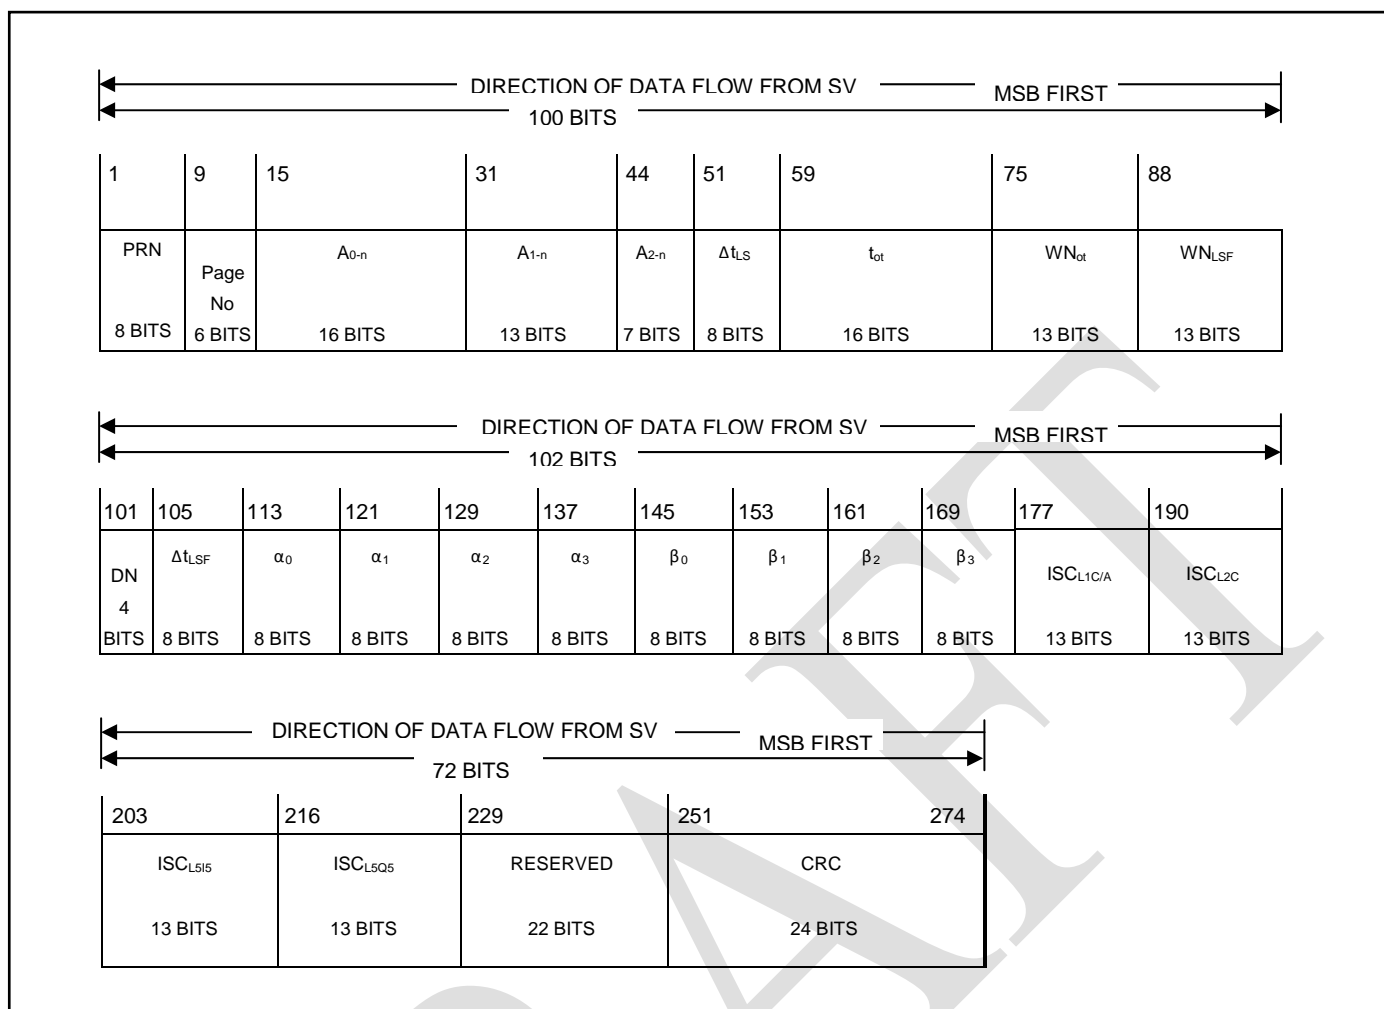 DIRECTION OF DATA FLOW FROM SV MSB FIRST
100 BITS
1 9 15 31 44 51 59 75 88
PRN A0-n A1-n A2-n ΔtLS tot WNot WNLSF
Page
No
8 BITS 6 BITS 16 BITS 13 BITS 7 BITS 8 BITS 16 BITS 13 BITS 13 BITS
DIRECTION OF DATA FLOW FROM SV MSB FIRST
102 BITS
101 105 113 121 129 137 145 153 161 169 177 190
ΔtLSF α0 α1 α2 α3 β0 β1 β2 β3
DN ISCL1C/A ISCL2C
4
BITS 8 BITS 8 BITS 8 BITS 8 BITS 8 BITS 8 BITS 8 BITS 8 BITS 8 BITS 13 BITS 13 BITS
DIRECTION OF DATA FLOW FROM SV MSB FIRST
72 BITS
203 216 229 251 274
ISCL5I5 ISCL5Q5 RESERVED CRC
13 BITS 13 BITS 22 BITS 24 BITS